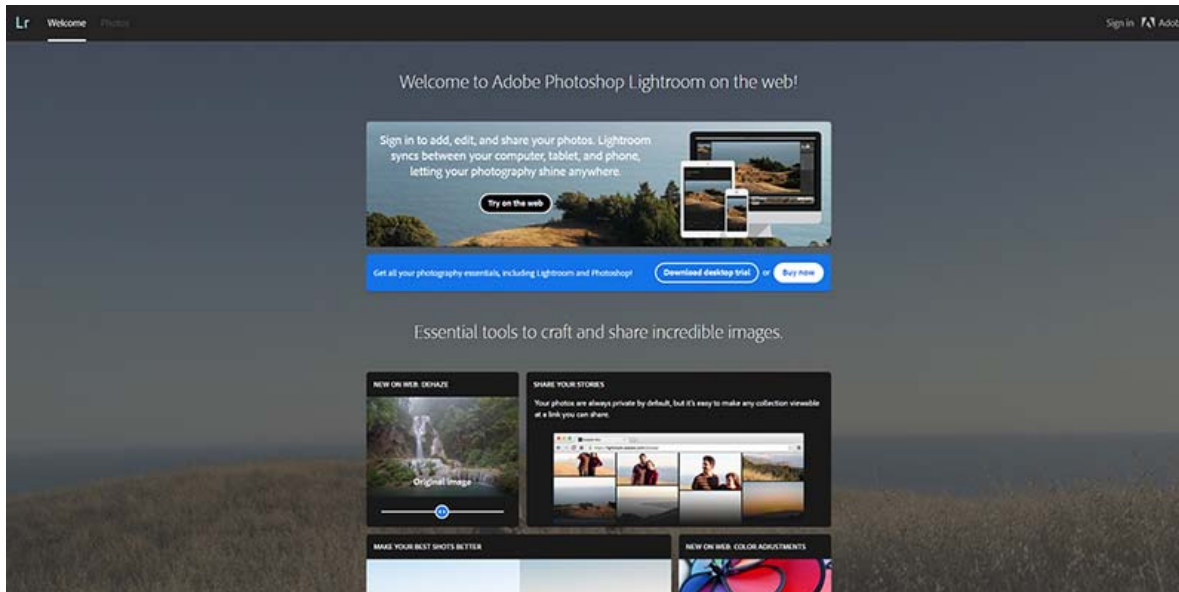 Lr Welcome Photos Sign in Adob
Welcome to Adobe Photoshop Lightroom on the web!
Sign in to add, edit, and share your photos. Lightroom
syncs between your computer, tablet, and phone,
letting your photography shine anywhere.
Try on the web
Get all your photography essentials, including Lightroom and Photoshop! Download desktop trial or Buy now
Essential tools to craft and share incredible images.
NEW ON WEB: DEHAZE
Original image
SHARE YOUR STORIES
Your photos are always private by default, but it's easy to make any collection viewable
at a link you can share.
MAKE YOUR BEST SHOTS BETTER
NEW ON WEB: COLOR ADJUSTMENTS